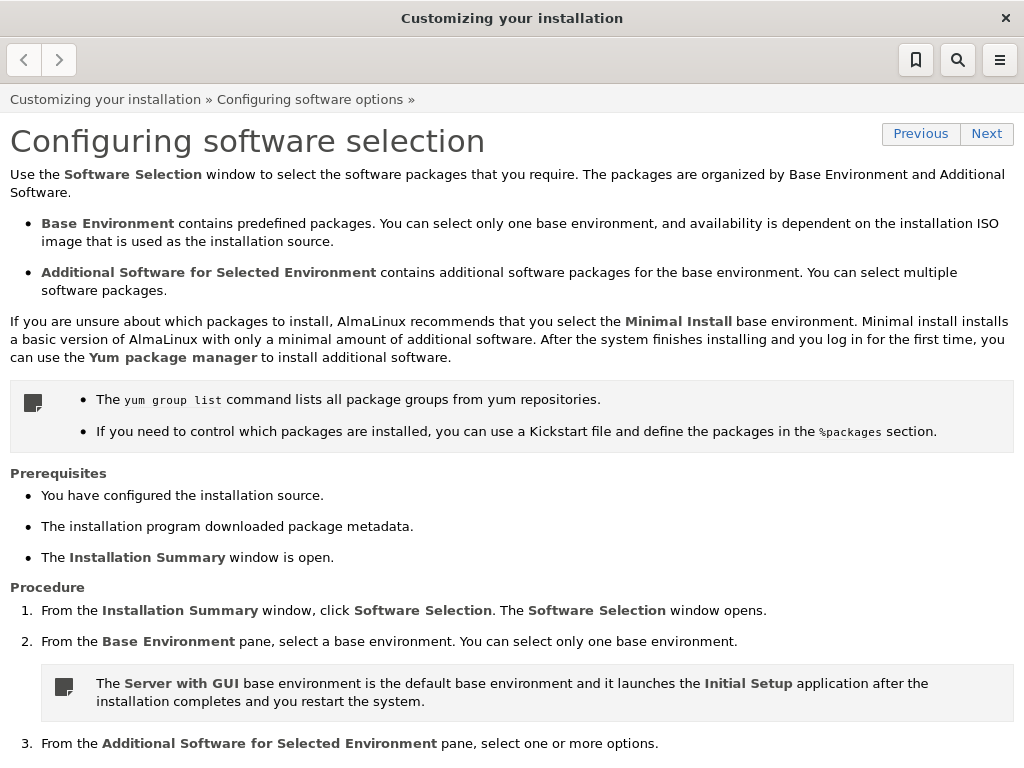 Customizing your installation
Customizing your installation » Configuring software options »
Configuring software selection
Previous
Next
Use the Software Selection window to select the software packages that you require. The packages are organized by Base Environment and Additional
Software.
• Base Environment contains predefined packages. You can select only one base environment, and availability is dependent on the installation ISO
image that is used as the installation source.
• Additional Software for Selected Environment contains additional software packages for the base environment. You can select multiple
software packages.
If you are unsure about which packages to install, AlmaLinux recommends that you select the Minimal Install base environment. Minimal install installs
a basic version of AlmaLinux with only a minimal amount of additional software. After the system finishes installing and you log in for the first time, you
can use the Yum package manager to install additional software.
• The yum group list command lists all package groups from yum repositories.
• If you need to control which packages are installed, you can use a Kickstart file and define the packages in the %packages section.
Prerequisites
• You have configured the installation source.
• The installation program downloaded package metadata.
• The Installation Summary window is open.
Procedure
1. From the Installation Summary window, click Software Selection. The Software Selection window opens.
2. From the Base Environment pane, select a base environment. You can select only one base environment.
The Server with GUI base environment is the default base environment and it launches the Initial Setup application after the
installation completes and you restart the system.
3. From the Additional Software for Selected Environment pane, select one or more options.